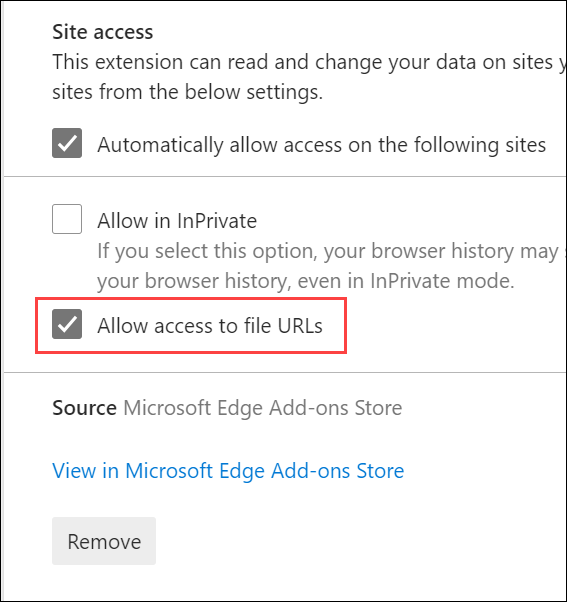 Site access
This extension can read and change your data on sites
sites from the below settings.
Automatically allow access on the following sites
Allow in InPrivate
If you select this option, your browser history may
your browser history, even in InPrivate mode.
Allow access to file URLs
Source Microsoft Edge Add-ons Store
View in Microsoft Edge Add-ons Store
Remove